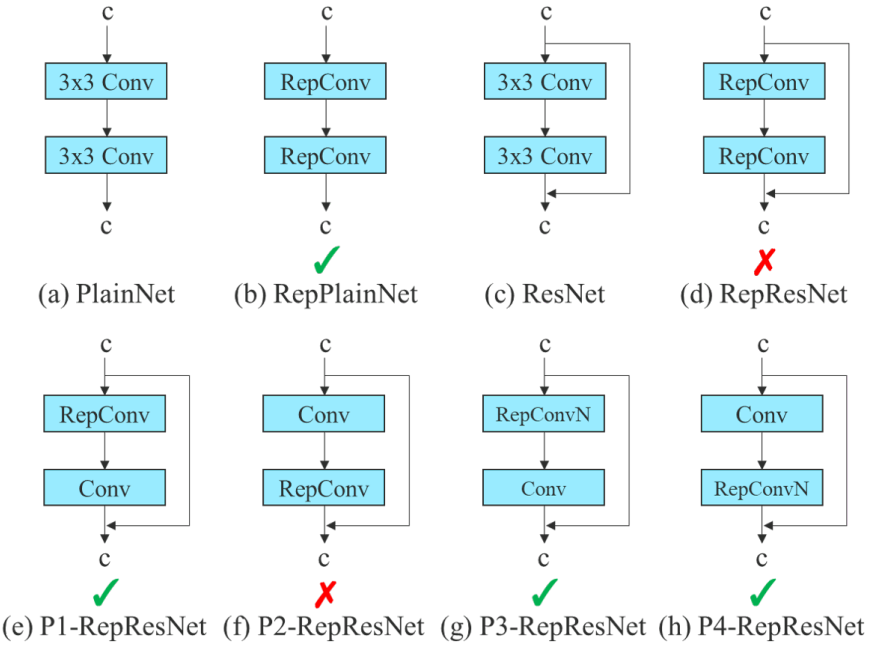 c c c c
3x3 Conv RepConv 3x3 Conv RepConv
3x3 Conv RepConv 3x3 Conv RepConv
c c c c
✓ ✗
(a) PlainNet (b) RepPlainNet (c) ResNet (d) RepResNet
c c c c
RepConv Conv RepConvN Conv
Conv RepConv Conv RepConvN
c c c c
✓ ✗ ✓ ✓
(e) P1-RepResNet (f) P2-RepResNet (g) P3-RepResNet (h) P4-RepResNet